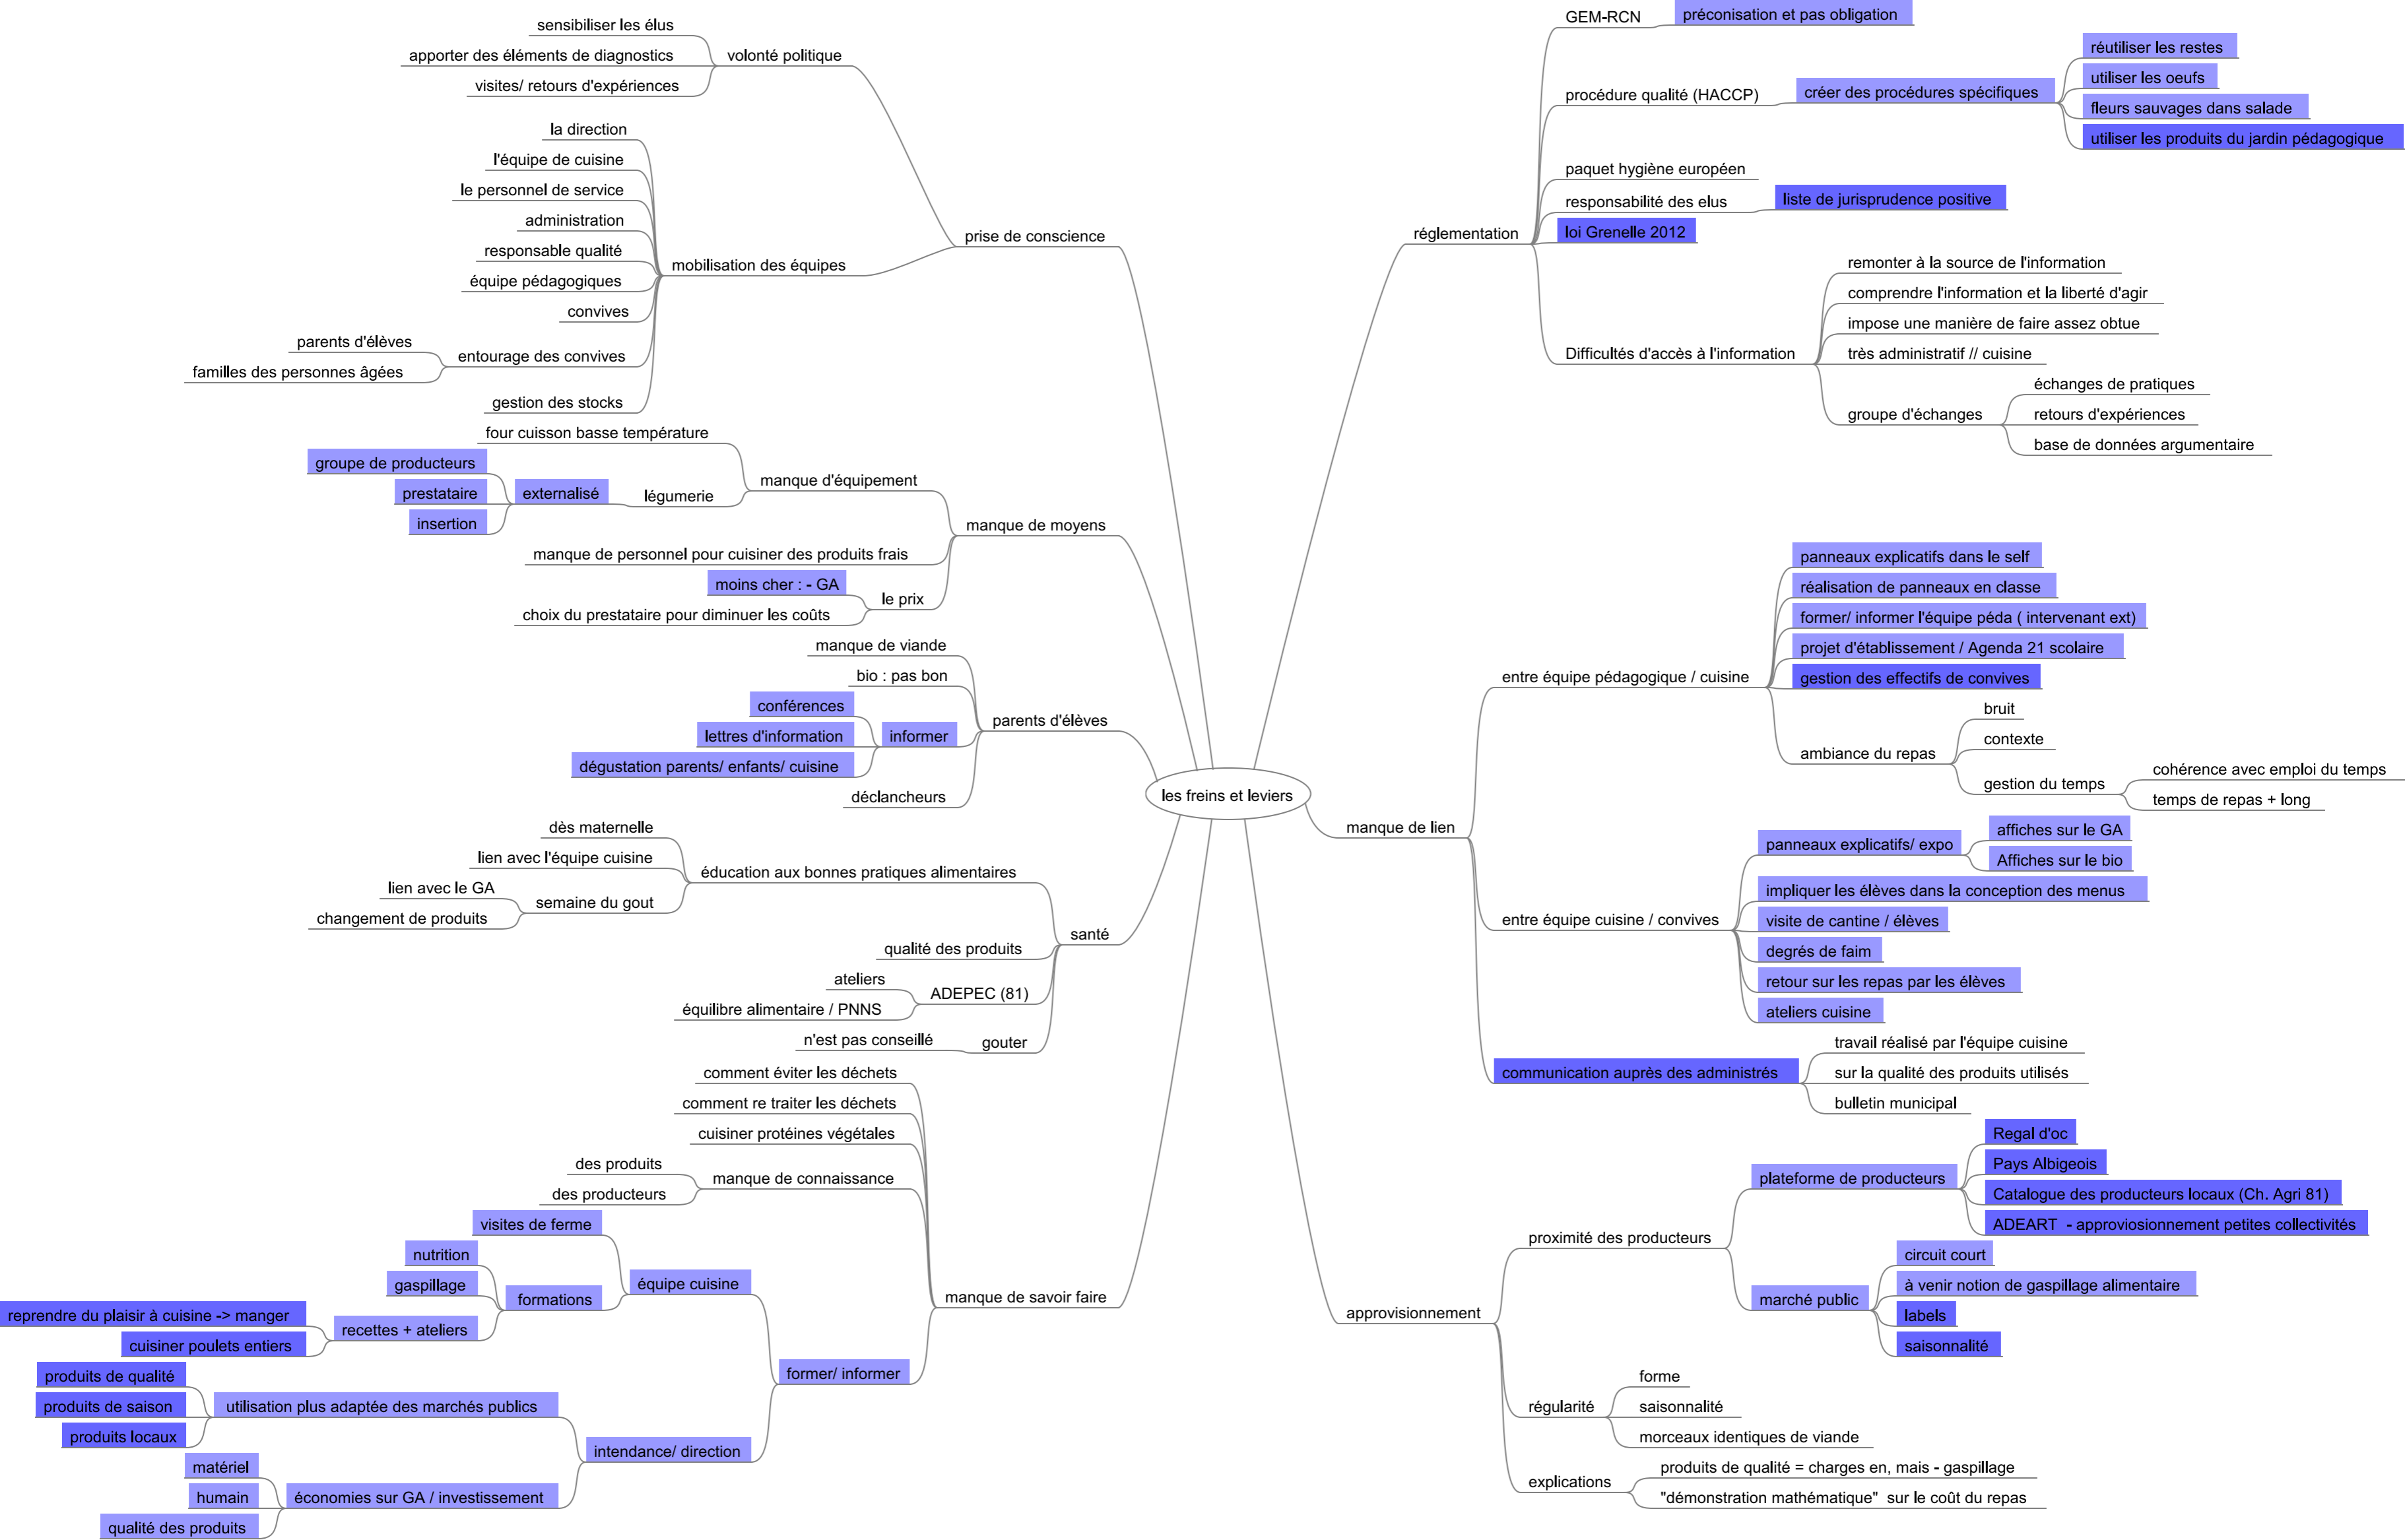 les freins et leviers
prise de conscience
volonté politique
sensibiliser les élus
apporter des éléments de diagnostics
visites/ retours d'expériences
mobilisation des équipes
la direction
l'équipe de cuisine
le personnel de service
administration
responsable qualité
équipe pédagogiques
convives
entourage des convives
parents d'élèves
familles des personnes âgées
gestion des stocks
manque de moyens
manque d'équipement
four cuisson basse température
légumerie
externalisé
groupe de producteurs
prestataire
insertion
manque de personnel pour cuisiner des produits frais
le prix
moins cher : - GA
choix du prestataire pour diminuer les coûts
parents d'élèves
manque de viande
bio : pas bon
informer
conférences
lettres d'information
dégustation parents/ enfants/ cuisine
déclancheurs
santé
éducation aux bonnes pratiques alimentaires
dès maternelle
lien avec l'équipe cuisine
semaine du gout
lien avec le GA
changement de produits
qualité des produits
ADEPEC (81)
ateliers
équilibre alimentaire / PNNS
gouter
n'est pas conseillé
manque de savoir faire
comment éviter les déchets
comment re traiter les déchets
cuisiner protéines végétales
manque de connaissance
des produits
des producteurs
former/ informer
équipe cuisine
visites de ferme
formations
nutrition
gaspillage
recettes + ateliers
reprendre du plaisir à cuisine -> manger
cuisiner poulets entiers
intendance/ direction
utilisation plus adaptée des marchés publics
produits de qualité
produits de saison
produits locaux
économies sur GA / investissement
matériel
humain
qualité des produits
réglementation
GEM-RCN
préconisation et pas obligation
procédure qualité (HACCP)
créer des procédures spécifiques
réutiliser les restes
utiliser les oeufs
fleurs sauvages dans salade
utiliser les produits du jardin pédagogique
paquet hygiène européen
responsabilité des elus
liste de jurisprudence positive
loi Grenelle 2012
Difficultés d'accès à l'information
remonter à la source de l'information
comprendre l'information et la liberté d'agir
impose une manière de faire assez obtue
très administratif // cuisine
groupe d'échanges
échanges de pratiques
retours d'expériences
base de données argumentaire
manque de lien
entre équipe pédagogique / cuisine
panneaux explicatifs dans le self
réalisation de panneaux en classe
former/ informer l'équipe péda ( intervenant ext)
projet d'établissement / Agenda 21 scolaire
gestion des effectifs de convives
ambiance du repas
bruit
contexte
gestion du temps
cohérence avec emploi du temps
temps de repas + long
entre équipe cuisine / convives
panneaux explicatifs/ expo
affiches sur le GA
Affiches sur le bio
impliquer les élèves dans la conception des menus
visite de cantine / élèves
degrés de faim
retour sur les repas par les élèves
ateliers cuisine
communication auprès des administrés
travail réalisé par l'équipe cuisine
sur la qualité des produits utilisés
bulletin municipal
approvisionnement
proximité des producteurs
plateforme de producteurs
Regal d'oc
Pays Albigeois
Catalogue des producteurs locaux (Ch. Agri 81)
ADEART - approviosionnement petites collectivités
marché public
circuit court
à venir notion de gaspillage alimentaire
labels
saisonnalité
régularité
forme
saisonnalité
morceaux identiques de viande
explications
produits de qualité = charges en, mais - gaspillage
"démonstration mathématique" sur le coût du repas